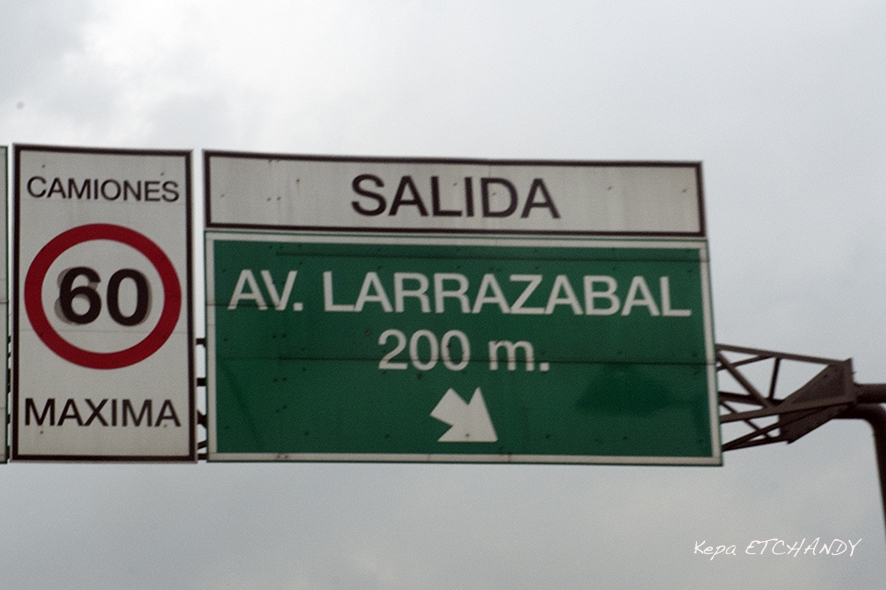 CAMIONES
60
MAXIMA
SALIDA
AV. LARRAZABAL
200 m.
Kepa ETCHANDY